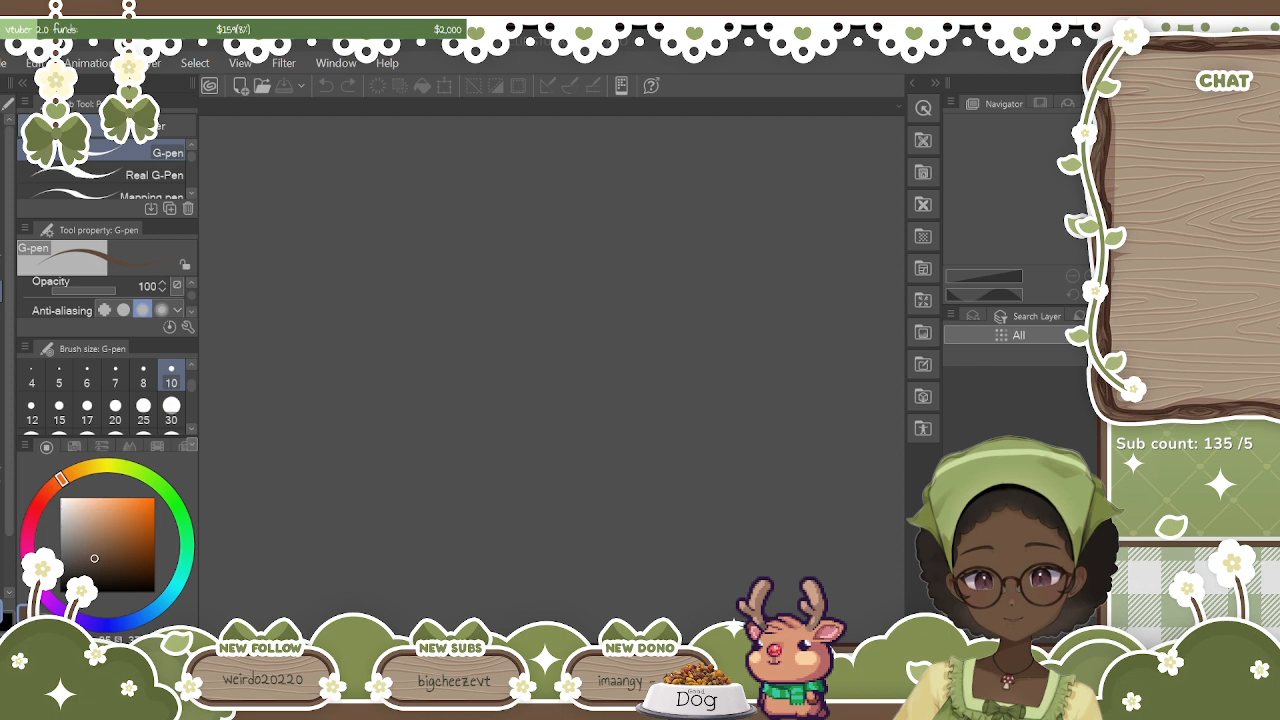 vtuber 2.0 funds: $159(8%) $2,000
Select View Filter Window Help
G-pen
Real G-Pen
Mapping pen
Tool property: G-pen
G-pen
Opacity 100
Anti-aliasing
Brush size: G-pen
4 5 6 7 8 10
12 15 17 20 25 30
Navigator
Search Layer
All
CHAT
Sub count: 135 /5
NEW FOLLOW
weirdo20220
NEW SUBS
bigcheezevt
NEW DONO
imaangy -
Good
Dog